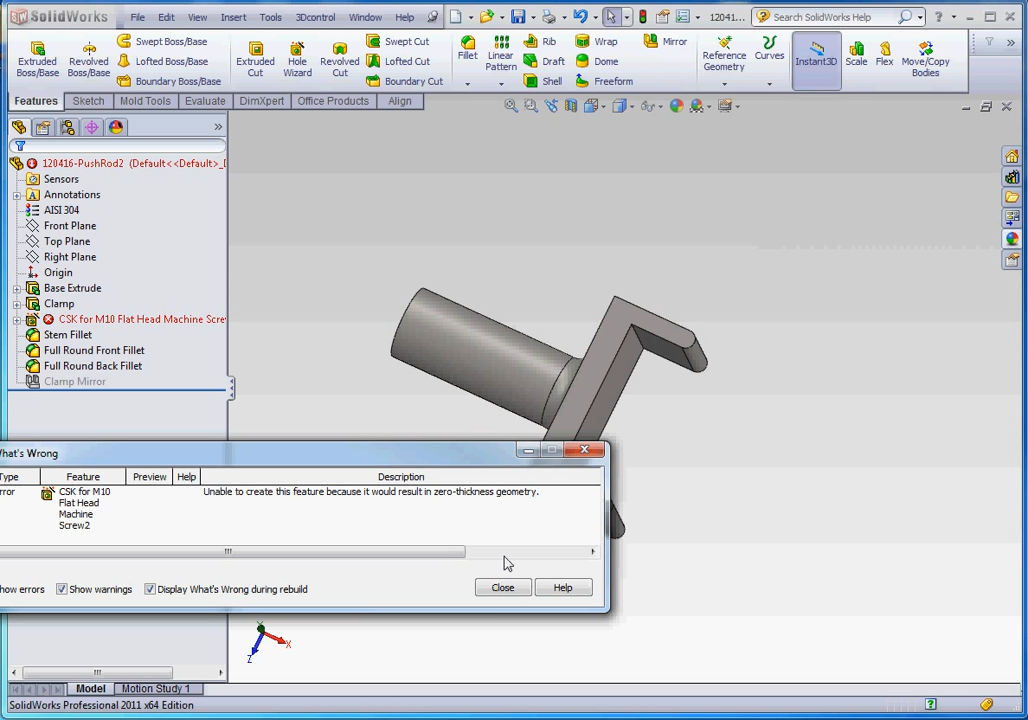 SolidWorks File Edit View Insert Tools 3Dcontrol Window Help 12041... Search SolidWorks Help
Extruded Boss/Base
Revolved Boss/Base
Swept Boss/Base
Lofted Boss/Base
Boundary Boss/Base
Extruded Cut
Hole Wizard
Revolved Cut
Swept Cut
Lofted Cut
Boundary Cut
Fillet
Linear Pattern
Rib
Draft
Shell
Wrap
Dome
Freeform
Mirror
Reference Geometry
Curves
Instant3D
Scale
Flex
Move/Copy Bodies
Features Sketch Mold Tools Evaluate DimXpert Office Products Align
120416-PushRod2 (Default<<Default>_
Sensors
Annotations
AISI 304
Front Plane
Top Plane
Right Plane
Origin
Base Extrude
Clamp
CSK for M10 Flat Head Machine Scre
Stem Fillet
Full Round Front Fillet
Full Round Back Fillet
Clamp Mirror
What's Wrong
Type Feature Preview Help Description
rror CSK for M10 Unable to create this feature because it would result in zero-thickness geometry.
Flat Head
Machine
Screw2
how errors Show warnings Display What's Wrong during rebuild Close Help
Y
X
Z
Model Motion Study 1
SolidWorks Professional 2011 x64 Edition